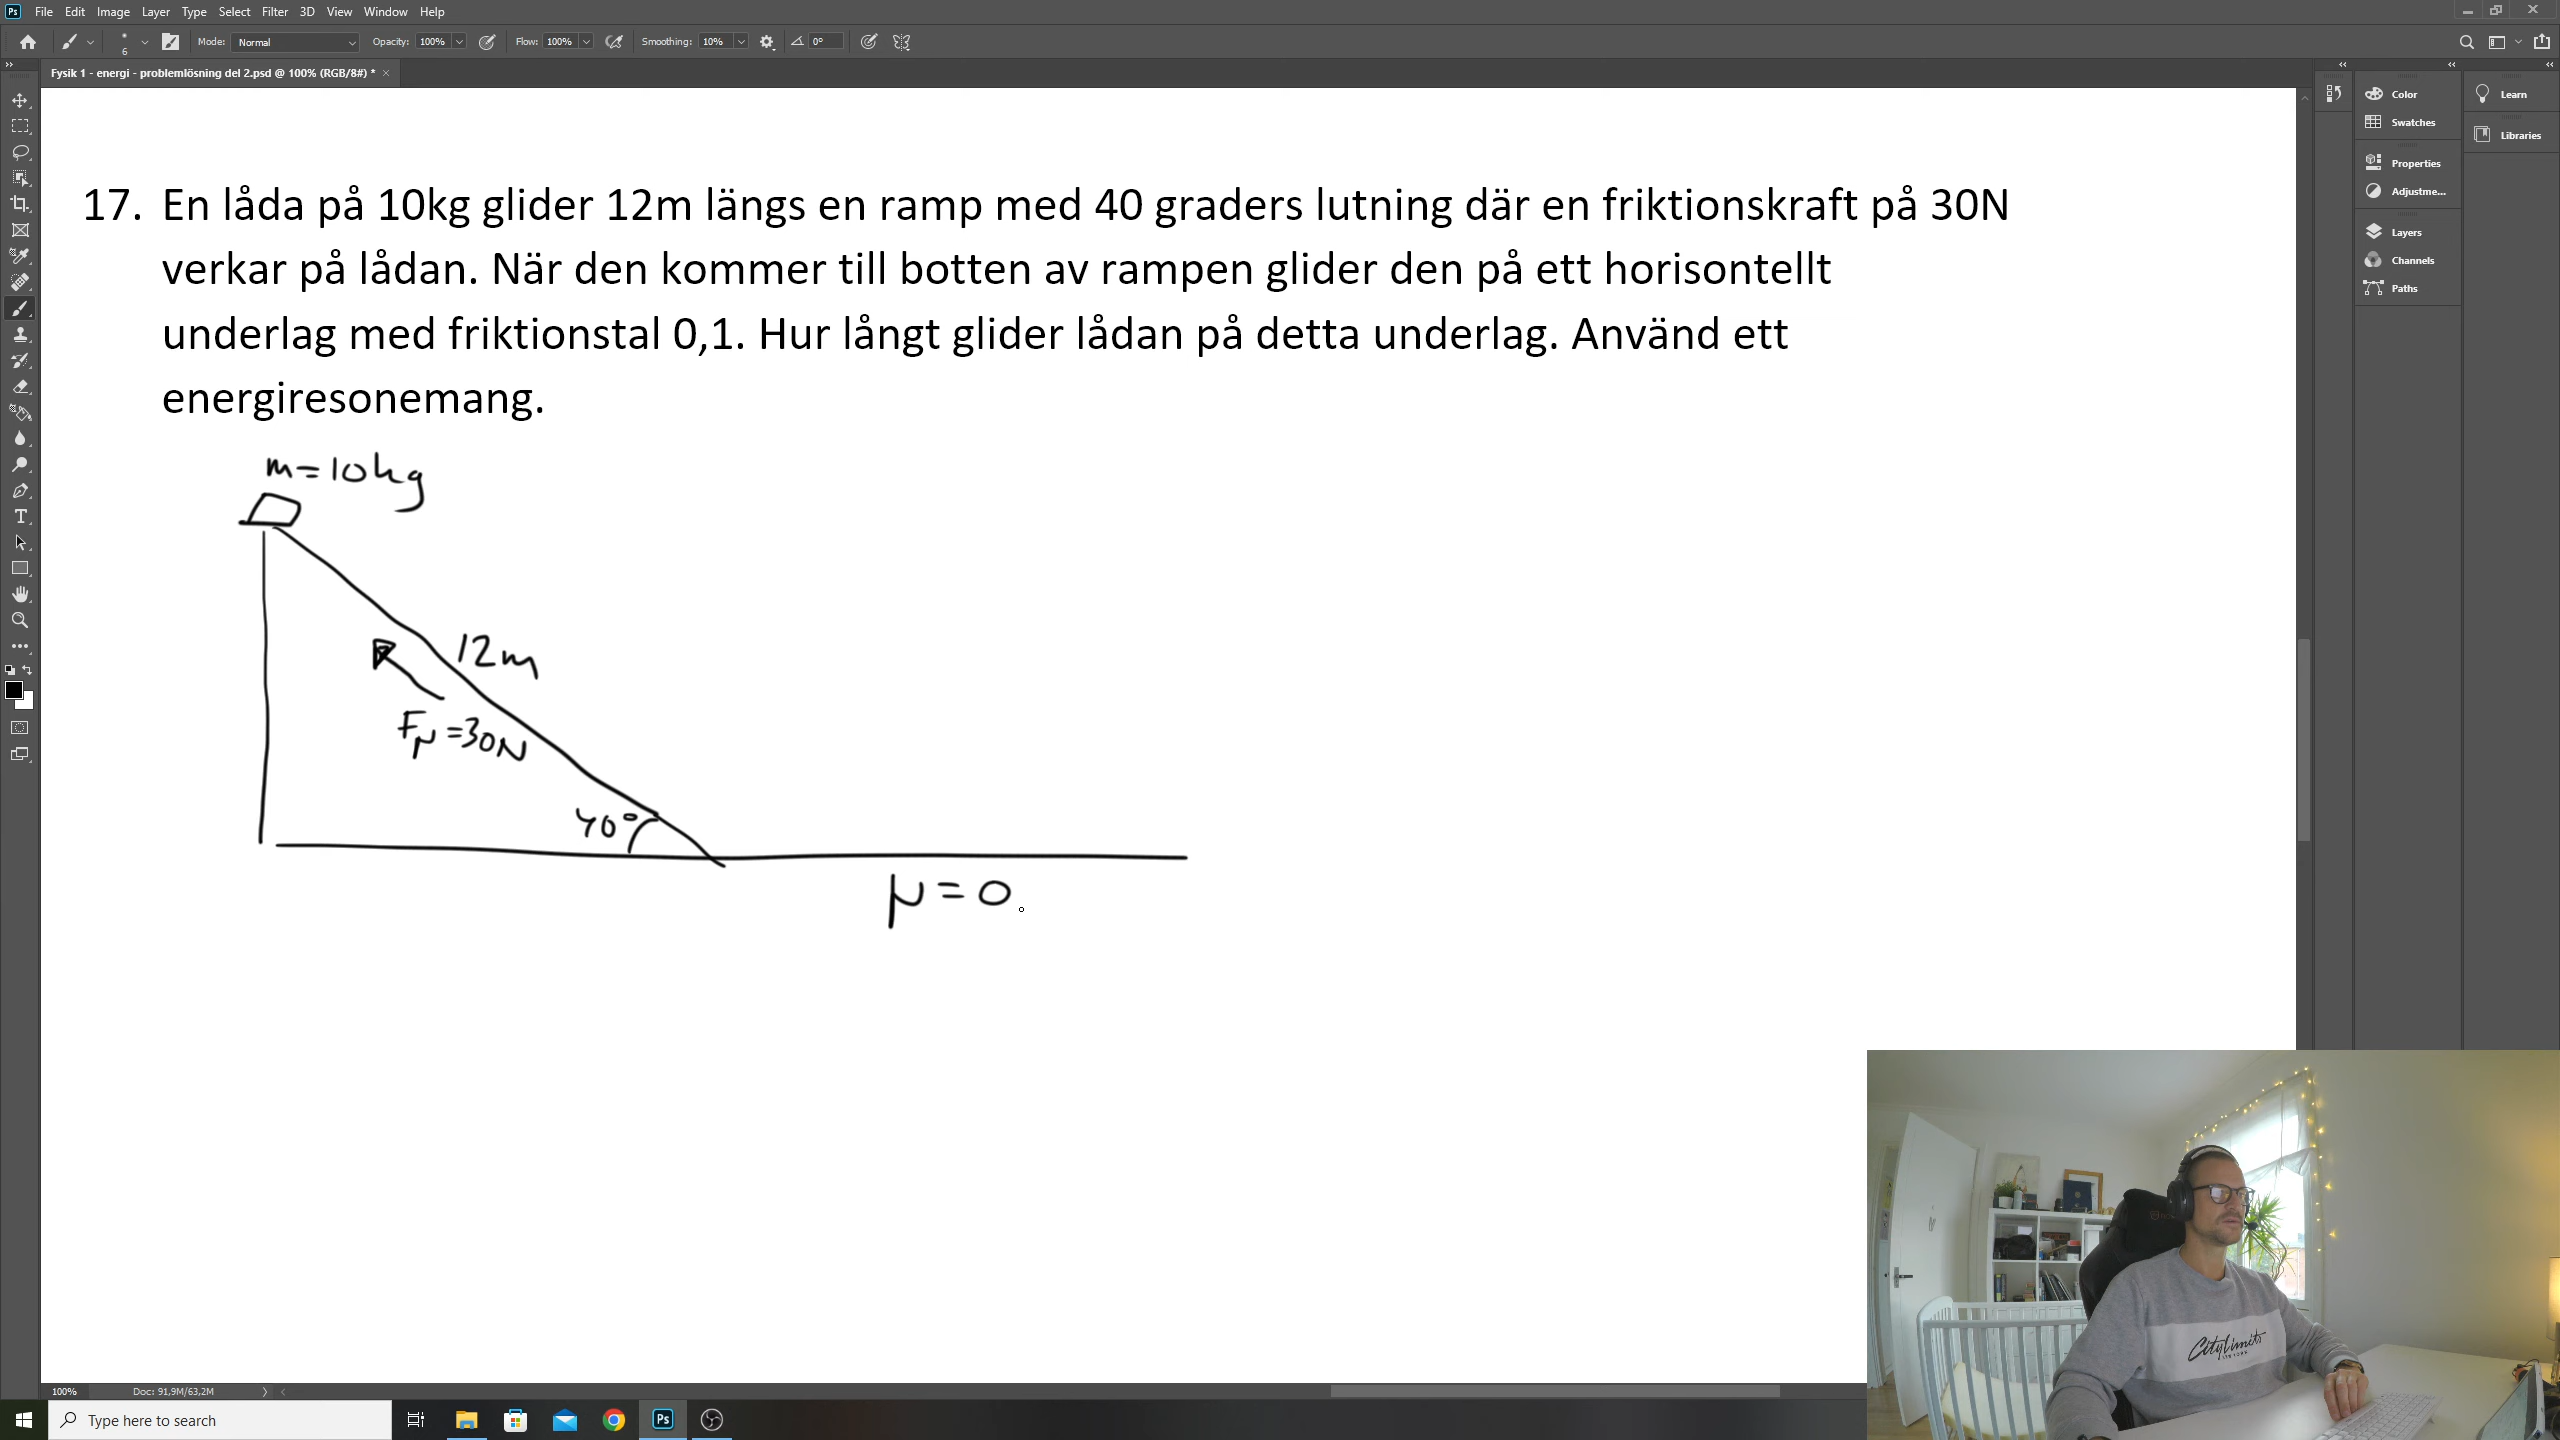 File Edit Image Layer Type Select Filter 3D View Window Help
6 Mode: Normal Opacity: 100% Flow: 100% Smoothing: 10% 0°
Fysik 1 - energi - problemlösning del 2.psd @ 100% (RGB/8#) *
Color
Swatches
Properties
Adjustme...
Layers
Channels
Paths
Learn
Libraries
17. En låda på 10kg glider 12m längs en ramp med 40 graders lutning där en friktionskraft på 30N
verkar på lådan. När den kommer till botten av rampen glider den på ett horisontellt
underlag med friktionstal 0,1. Hur långt glider lådan på detta underlag. Använd ett
energiresonemang.
m=10kg
12m
Fμ=30N
40°
μ=0
CityLimits
100% Doc: 91,9M/63,2M
Type here to search